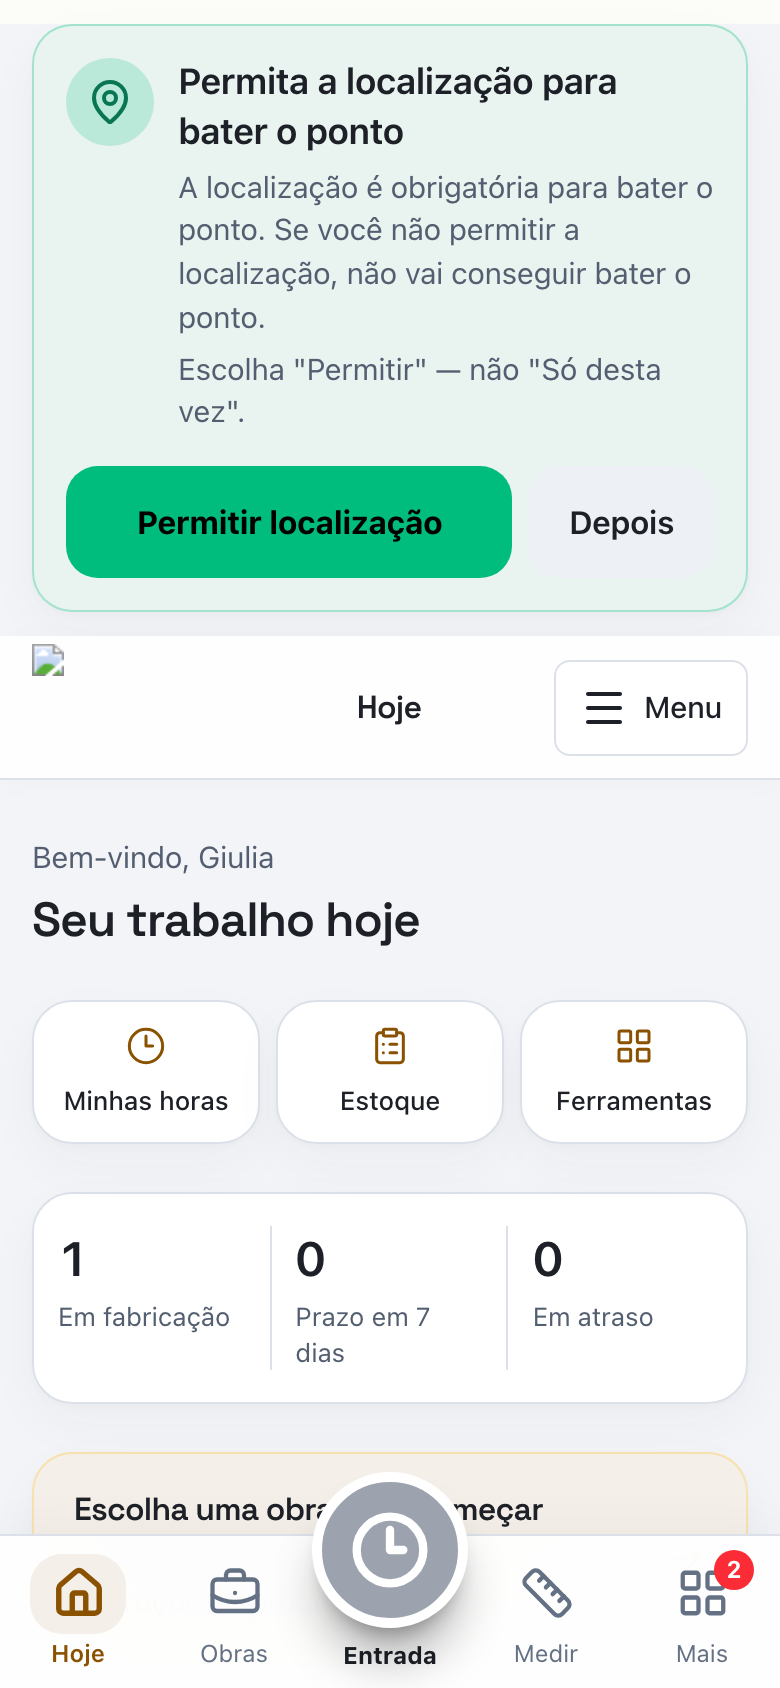 Permita a localização para
bater o ponto
A localização é obrigatória para bater o
ponto. Se você não permitir a
localização, não vai conseguir bater o
ponto.
Escolha "Permitir" — não "Só desta
vez".
Permitir localização
Depois
Hoje
Menu
Bem-vindo, Giulia
Seu trabalho hoje
Minhas horas
Estoque
Ferramentas
1
0
0
Em fabricação
Prazo em 7
dias
Em atraso
Escolha uma obra meçar
2
Hoje
Obras
Entrada
Medir
Mais